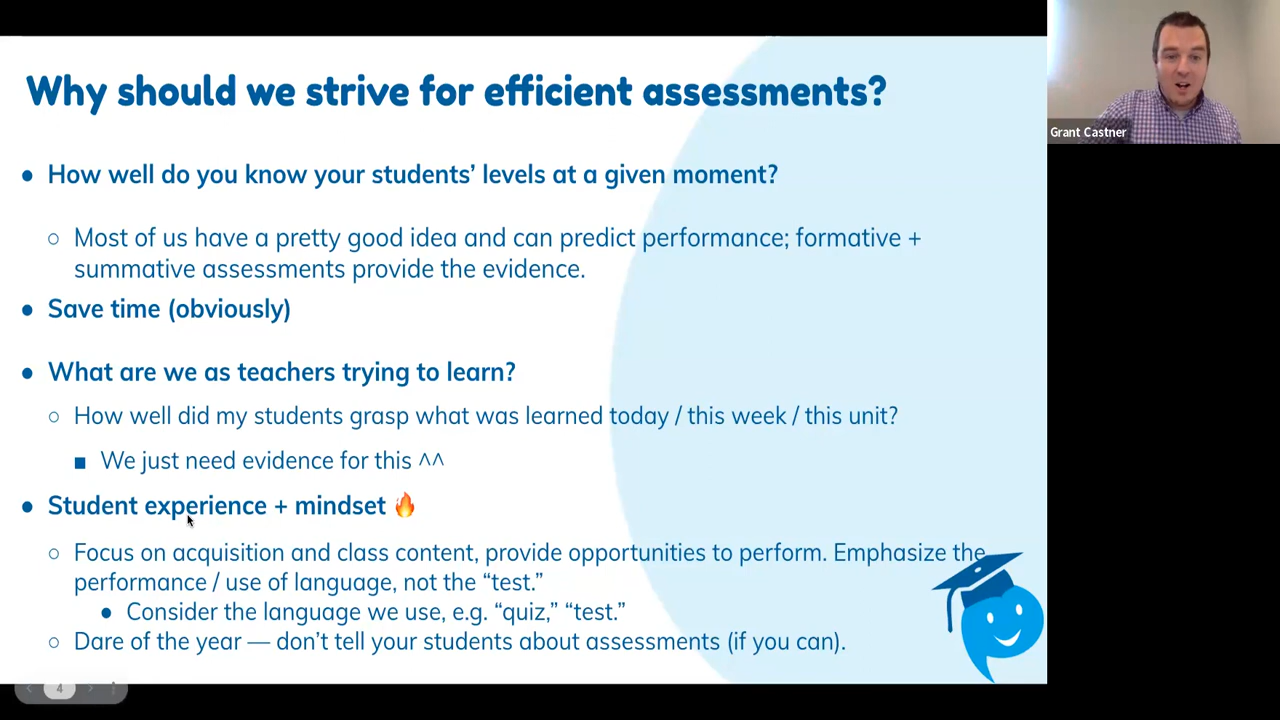 Why should we strive for efficient assessments?
● How well do you know your students’ levels at a given moment?
○ Most of us have a pretty good idea and can predict performance; formative +
summative assessments provide the evidence.
● Save time (obviously)
● What are we as teachers trying to learn?
○ How well did my students grasp what was learned today / this week / this unit?
■ We just need evidence for this ^^
● Student experience + mindset 🔥
○ Focus on acquisition and class content, provide opportunities to perform. Emphasize the
performance / use of language, not the “test.”
● Consider the language we use, e.g. “quiz,” “test.”
○ Dare of the year — don’t tell your students about assessments (if you can).
4
Grant Castner